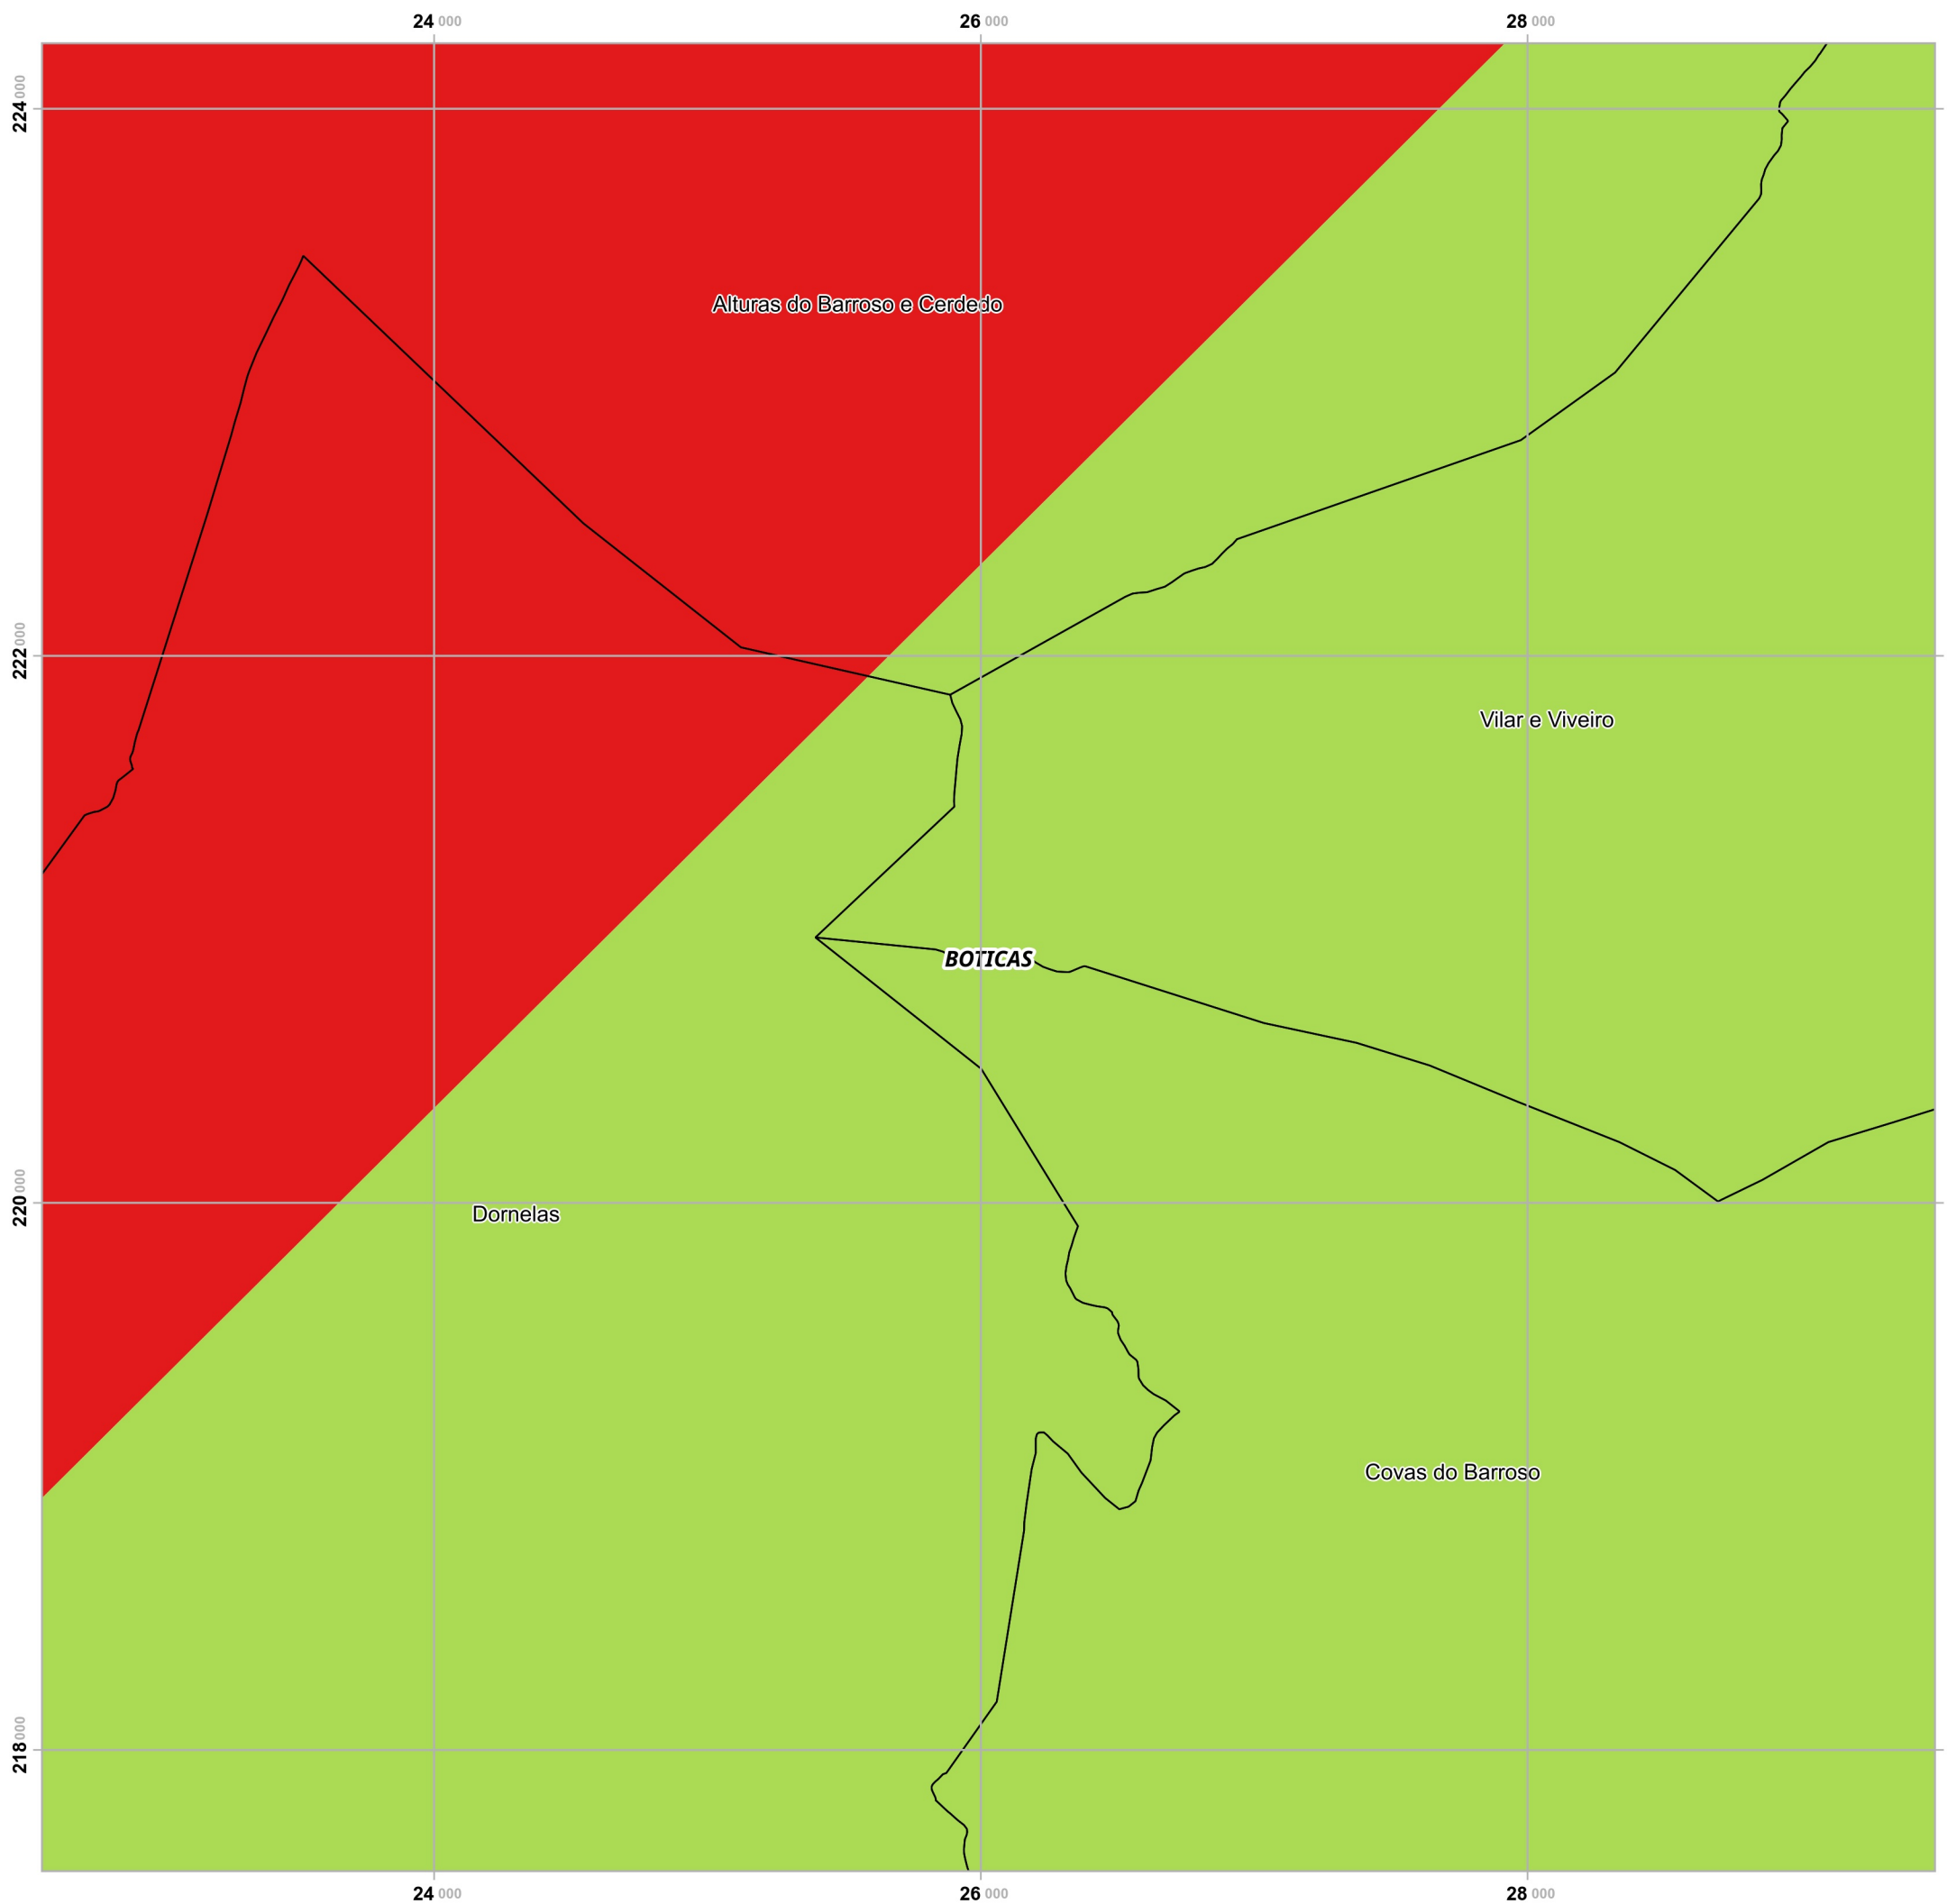 24 000
26 000
28 000
224 000
Alturas do Barroso e Cerdedo
222 000
Vilar e Viveiro
BOTICAS
220 000
Dornelas
Covas do Barroso
218 000
24 000
26 000
28 000